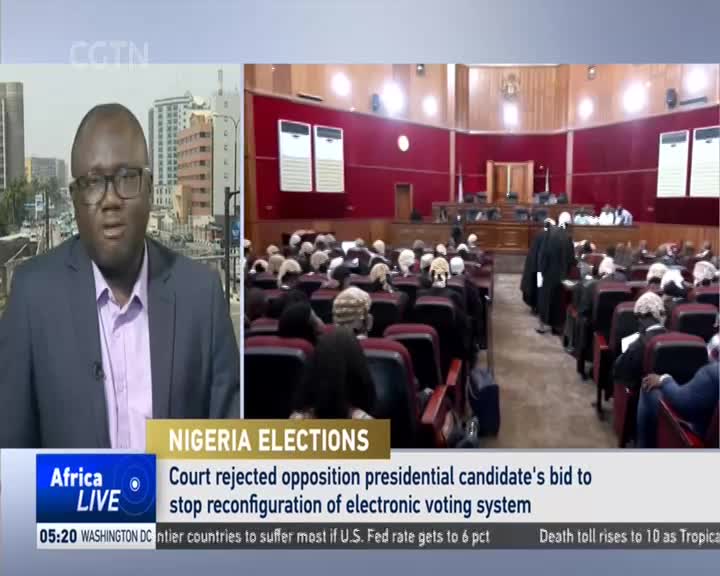 CGTN
NIGERIA ELECTIONS
Court rejected opposition presidential candidate's bid to
stop reconfiguration of electronic voting system
Africa
LIVE
05:20 WASHINGTON DC
ntier countries to suffer most if U.S. Fed rate gets to 6 pct Death toll rises to 10 as Tropica